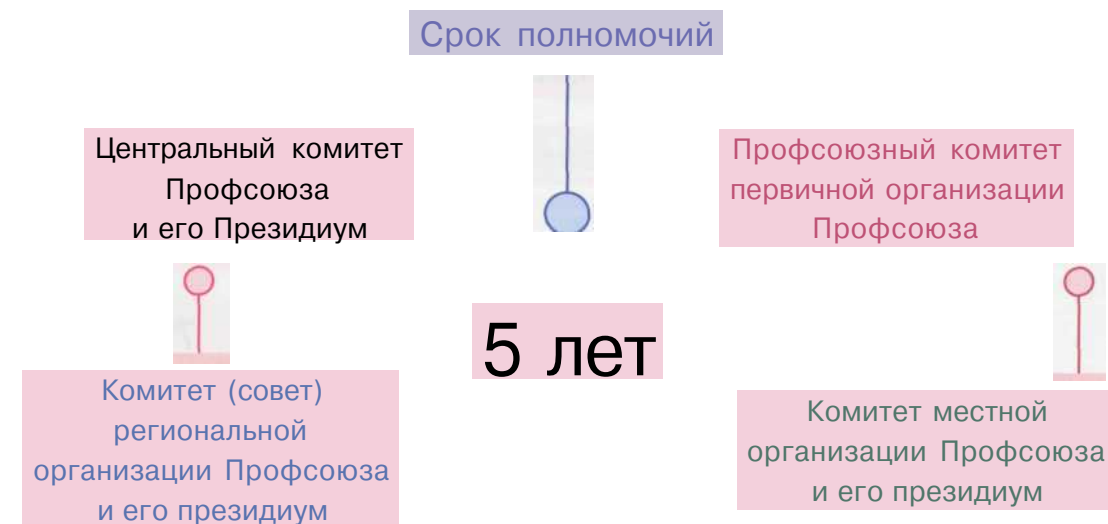 Срок полномочий
Центральный комитет
Профсоюза
и его Президиум
Профсоюзный комитет
первичной организации
Профсоюза
5 лет
Комитет (совет)
региональной
организации Профсоюза
и его президиум
Комитет местной
организации Профсоюза
и его президиум